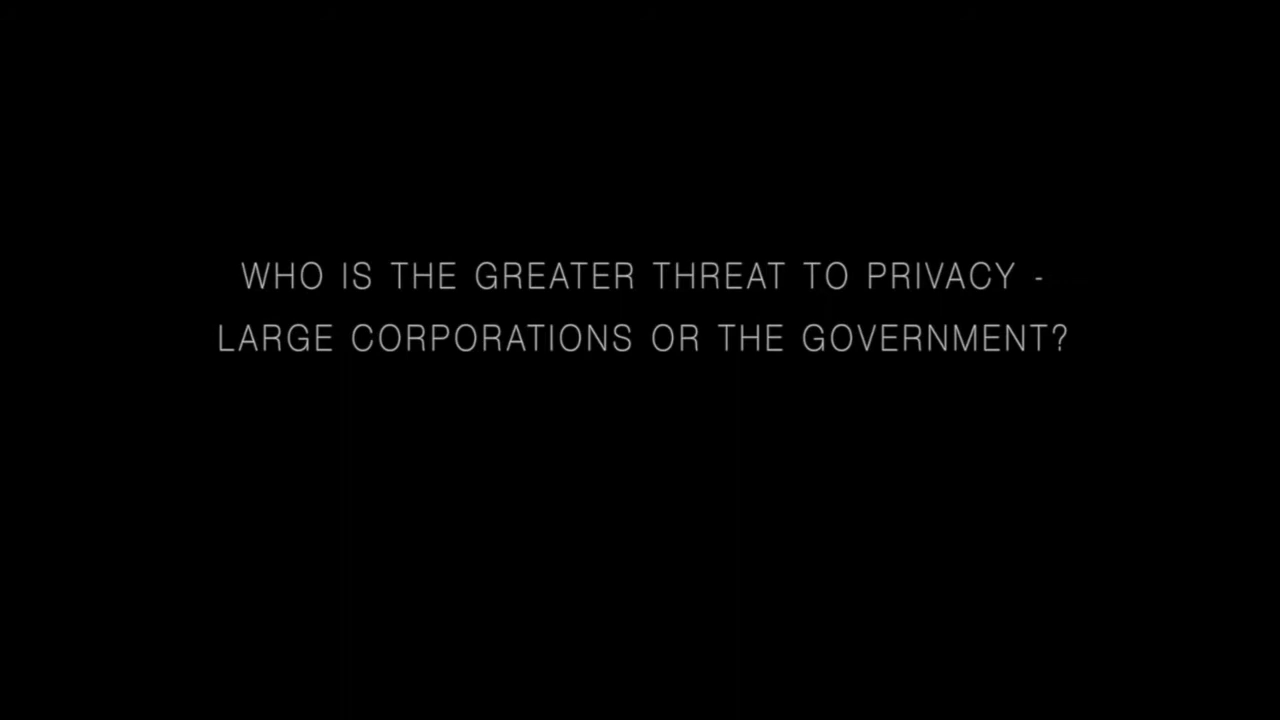 WHO IS THE GREATER THREAT TO PRIVACY -
LARGE CORPORATIONS OR THE GOVERNMENT?